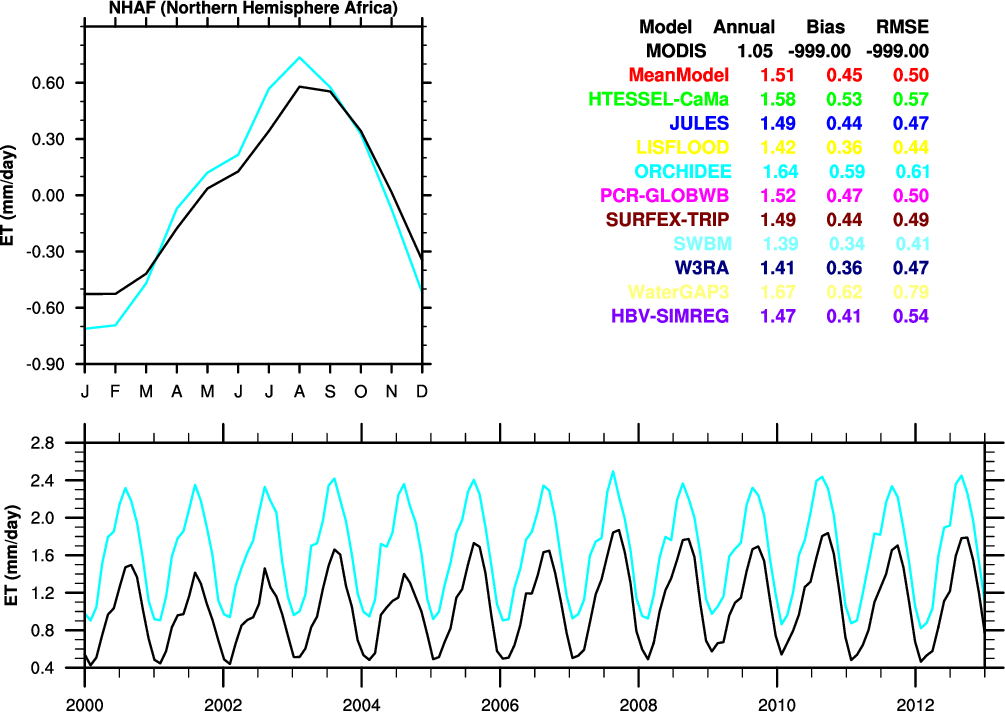 NHAF (Northern Hemisphere Africa)
0.60
0.30
0.00
-0.30
-0.60
-0.90
ET (mm/day)
J F M A M J J A S O N D
Model Annual Bias RMSE
MODIS 1.05 -999.00 -999.00
MeanModel 1.51 0.45 0.50
HTESSEL-CaMa 1.58 0.53 0.57
JULES 1.49 0.44 0.47
LISFLOOD 1.42 0.36 0.44
ORCHIDEE 1.64 0.59 0.61
PCR-GLOBWB 1.52 0.47 0.50
SURFEX-TRIP 1.49 0.44 0.49
SWBM 1.39 0.34 0.41
W3RA 1.41 0.36 0.47
WaterGAP3 1.67 0.62 0.79
HBV-SIMREG 1.47 0.41 0.54
2.8
2.4
2.0
1.6
1.2
0.8
0.4
ET (mm/day)
2000 2002 2004 2006 2008 2010 2012